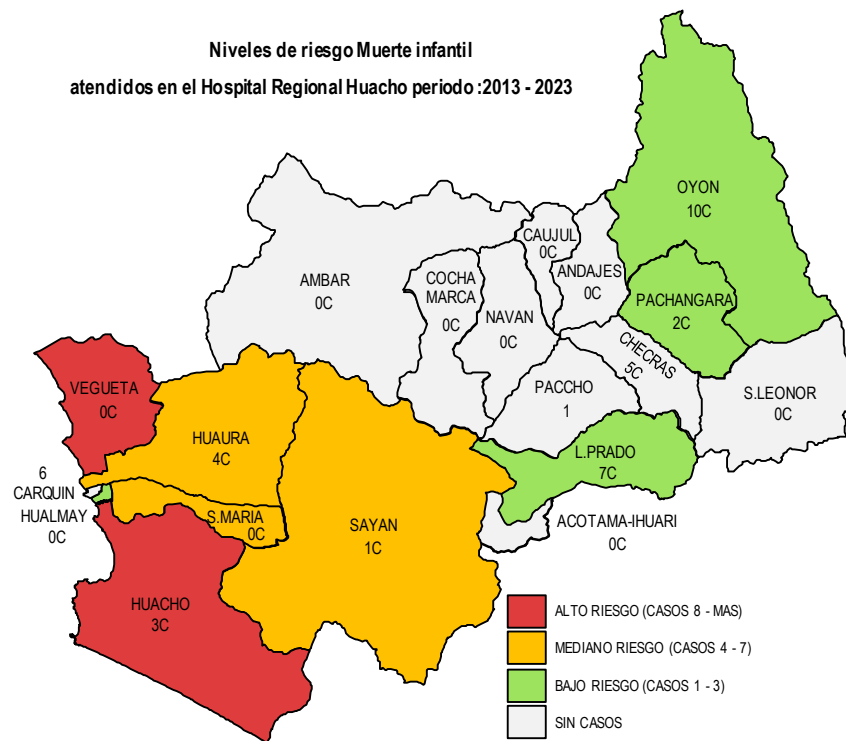 Niveles de riesgo Muerte infantil
atendidos en el Hospital Regional Huacho periodo :2013 - 2023
OYON
10C
CAUJUL
0C
ANDAJES
0C
AMBAR
0C
COCHA
MARCA
0C
NAVAN
0C
PACHANGARA
2C
CHECRAS
5C
VEGUETA
0C
PACCHO
1
S.LEONOR
0C
HUAURA
4C
L.PRADO
7C
6
CARQUIN
HUALMAY
0C
S.MARIA
0C
SAYAN
1C
ACOTAMA-IHUARI
0C
HUACHO
3C
ALTO RIESGO (CASOS 8 - MAS)
MEDIANO RIESGO (CASOS 4 - 7)
BAJO RIESGO (CASOS 1 - 3)
SIN CASOS